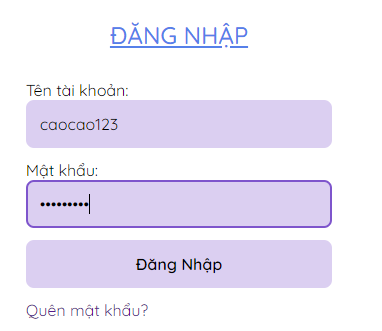 ĐĂNG NHẬP
Tên tài khoản:
caocao123
Mật khẩu:
•••••••••
Đăng Nhập
Quên mật khẩu?